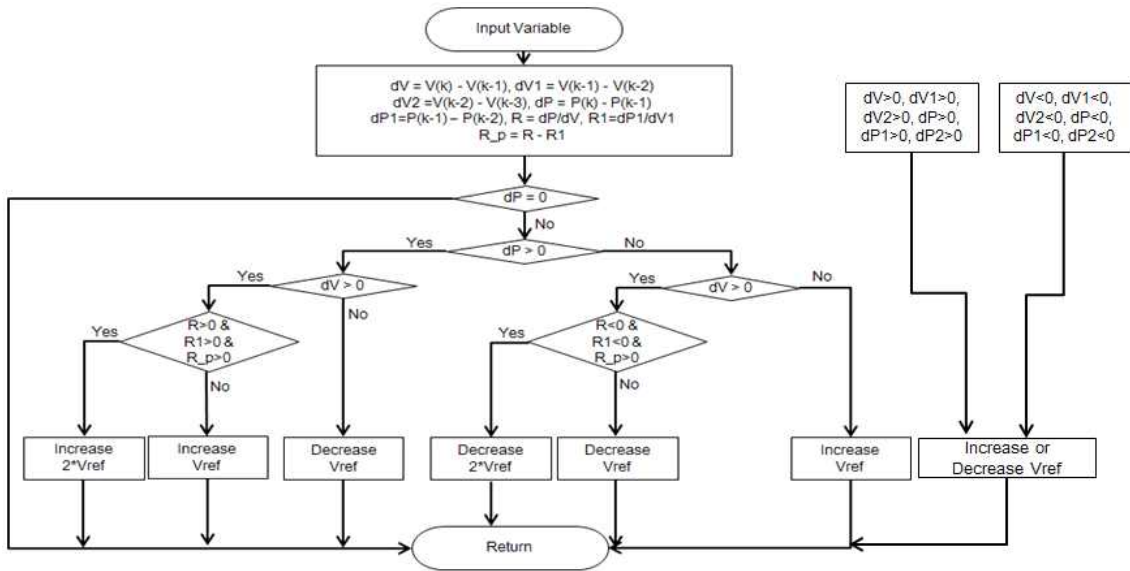 Input Variable
dV = V(k) - V(k-1), dV1 = V(k-1) - V(k-2)
dV2 =V(k-2) - V(k-3), dP = P(k) - P(k-1)
dP1=P(k-1) – P(k-2), R = dP/dV, R1=dP1/dV1
R_p = R - R1
dV>0, dV1>0,
dV2>0, dP>0,
dP1>0, dP2>0
dV<0, dV1<0,
dV2<0, dP<0,
dP1<0, dP2<0
dP = 0
No
Yes
dP > 0
No
Yes
dV > 0
No
Yes
dV > 0
No
Yes
R>0 &
R1>0 &
R_p>0
No
Yes
R<0 &
R1<0 &
R_p>0
No
Increase
2*Vref
Increase
Vref
Decrease
Vref
Decrease
2*Vref
Decrease
Vref
Increase
Vref
Increase or
Decrease Vref
Return